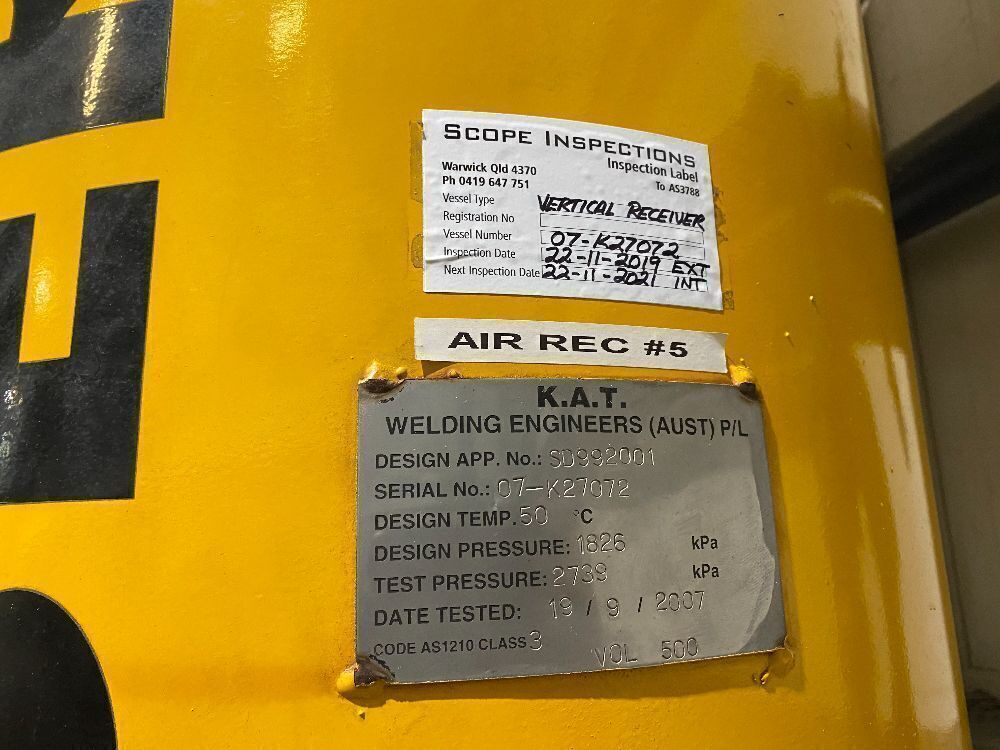 SCOPE INSPECTIONS
Inspection Label
Warwick Qld 4370
To AS3788
Ph 0419 647 751
Vessel Type VERTICAL RECEIVER
Registration No
Vessel Number 07-K27072
Inspection Date 22-11-2019 EXT
Next Inspection Date 22-11-2021 INT
AIR REC #5
K.A.T.
WELDING ENGINEERS (AUST) P/L
DESIGN APP. No.: SD992001
SERIAL No.: 07-K27072
DESIGN TEMP. 50 °C
DESIGN PRESSURE: 1826 kPa
TEST PRESSURE: 2739 kPa
DATE TESTED: 19 / 9 / 2007
CODE AS1210 CLASS 3 VOL 500